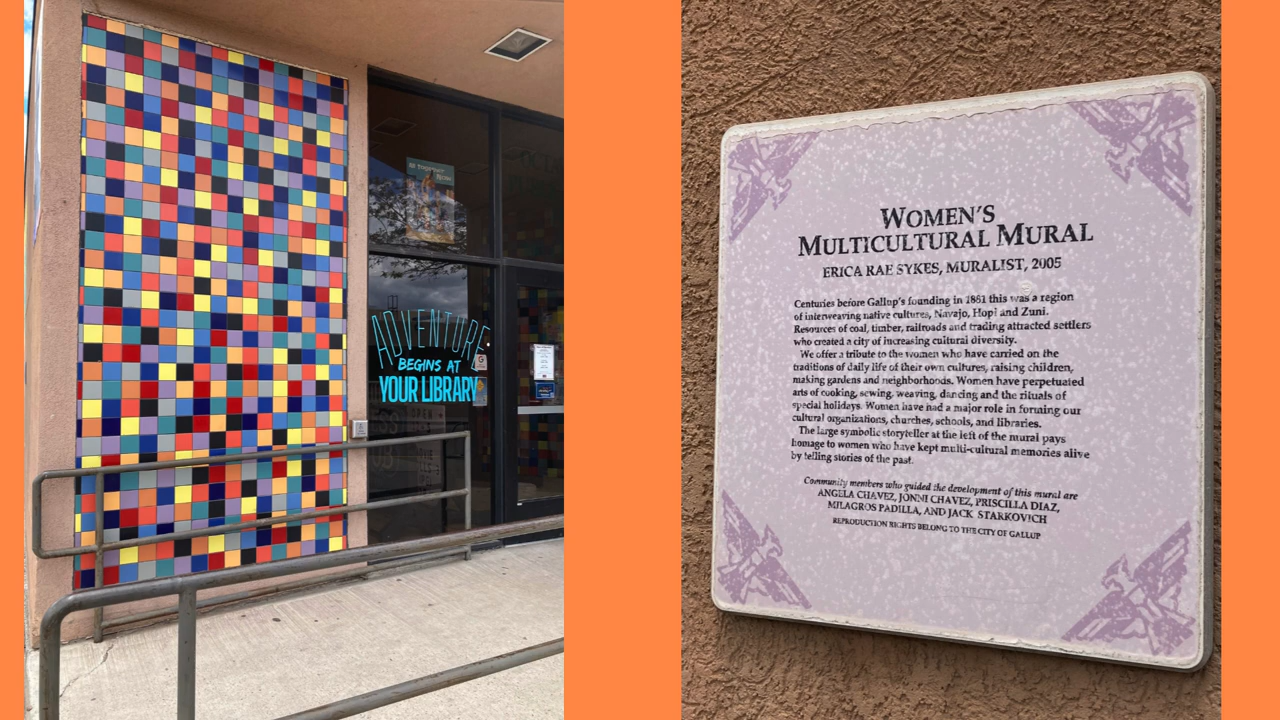 ADVENTURE
BEGINS AT
YOUR LIBRARY
G
OPEN
WOMEN'S
MULTICULTURAL MURAL
ERICA RAE SYKES, MURALIST, 2005
Centuries before Gallup's founding in 1881 this was a region
of interweaving native cultures, Navajo, Hopi and Zuni.
Resources of coal, timber, railroads and trading attracted settlers
who created a city of increasing cultural diversity.
We offer a tribute to the women who have carried on the
traditions of daily life of their own cultures, raising children,
making gardens and neighborhoods. Women have perpetuated
arts of cooking, sewing, weaving, dancing and the rituals of
special holidays. Women have had a major role in forming our
cultural organizations, churches, schools, and libraries.
The large symbolic storyteller at the left of the mural pays
homage to women who have kept multi-cultural memories alive
by telling stories of the past.
Community members who guided the development of this mural are
ANGELA CHAVEZ, JONNI CHAVEZ, PRISCILLA DIAZ,
MILAGROS PADILLA, AND JACK STARKOVICH
REPRODUCTION RIGHTS BELONG TO THE CITY OF GALLUP